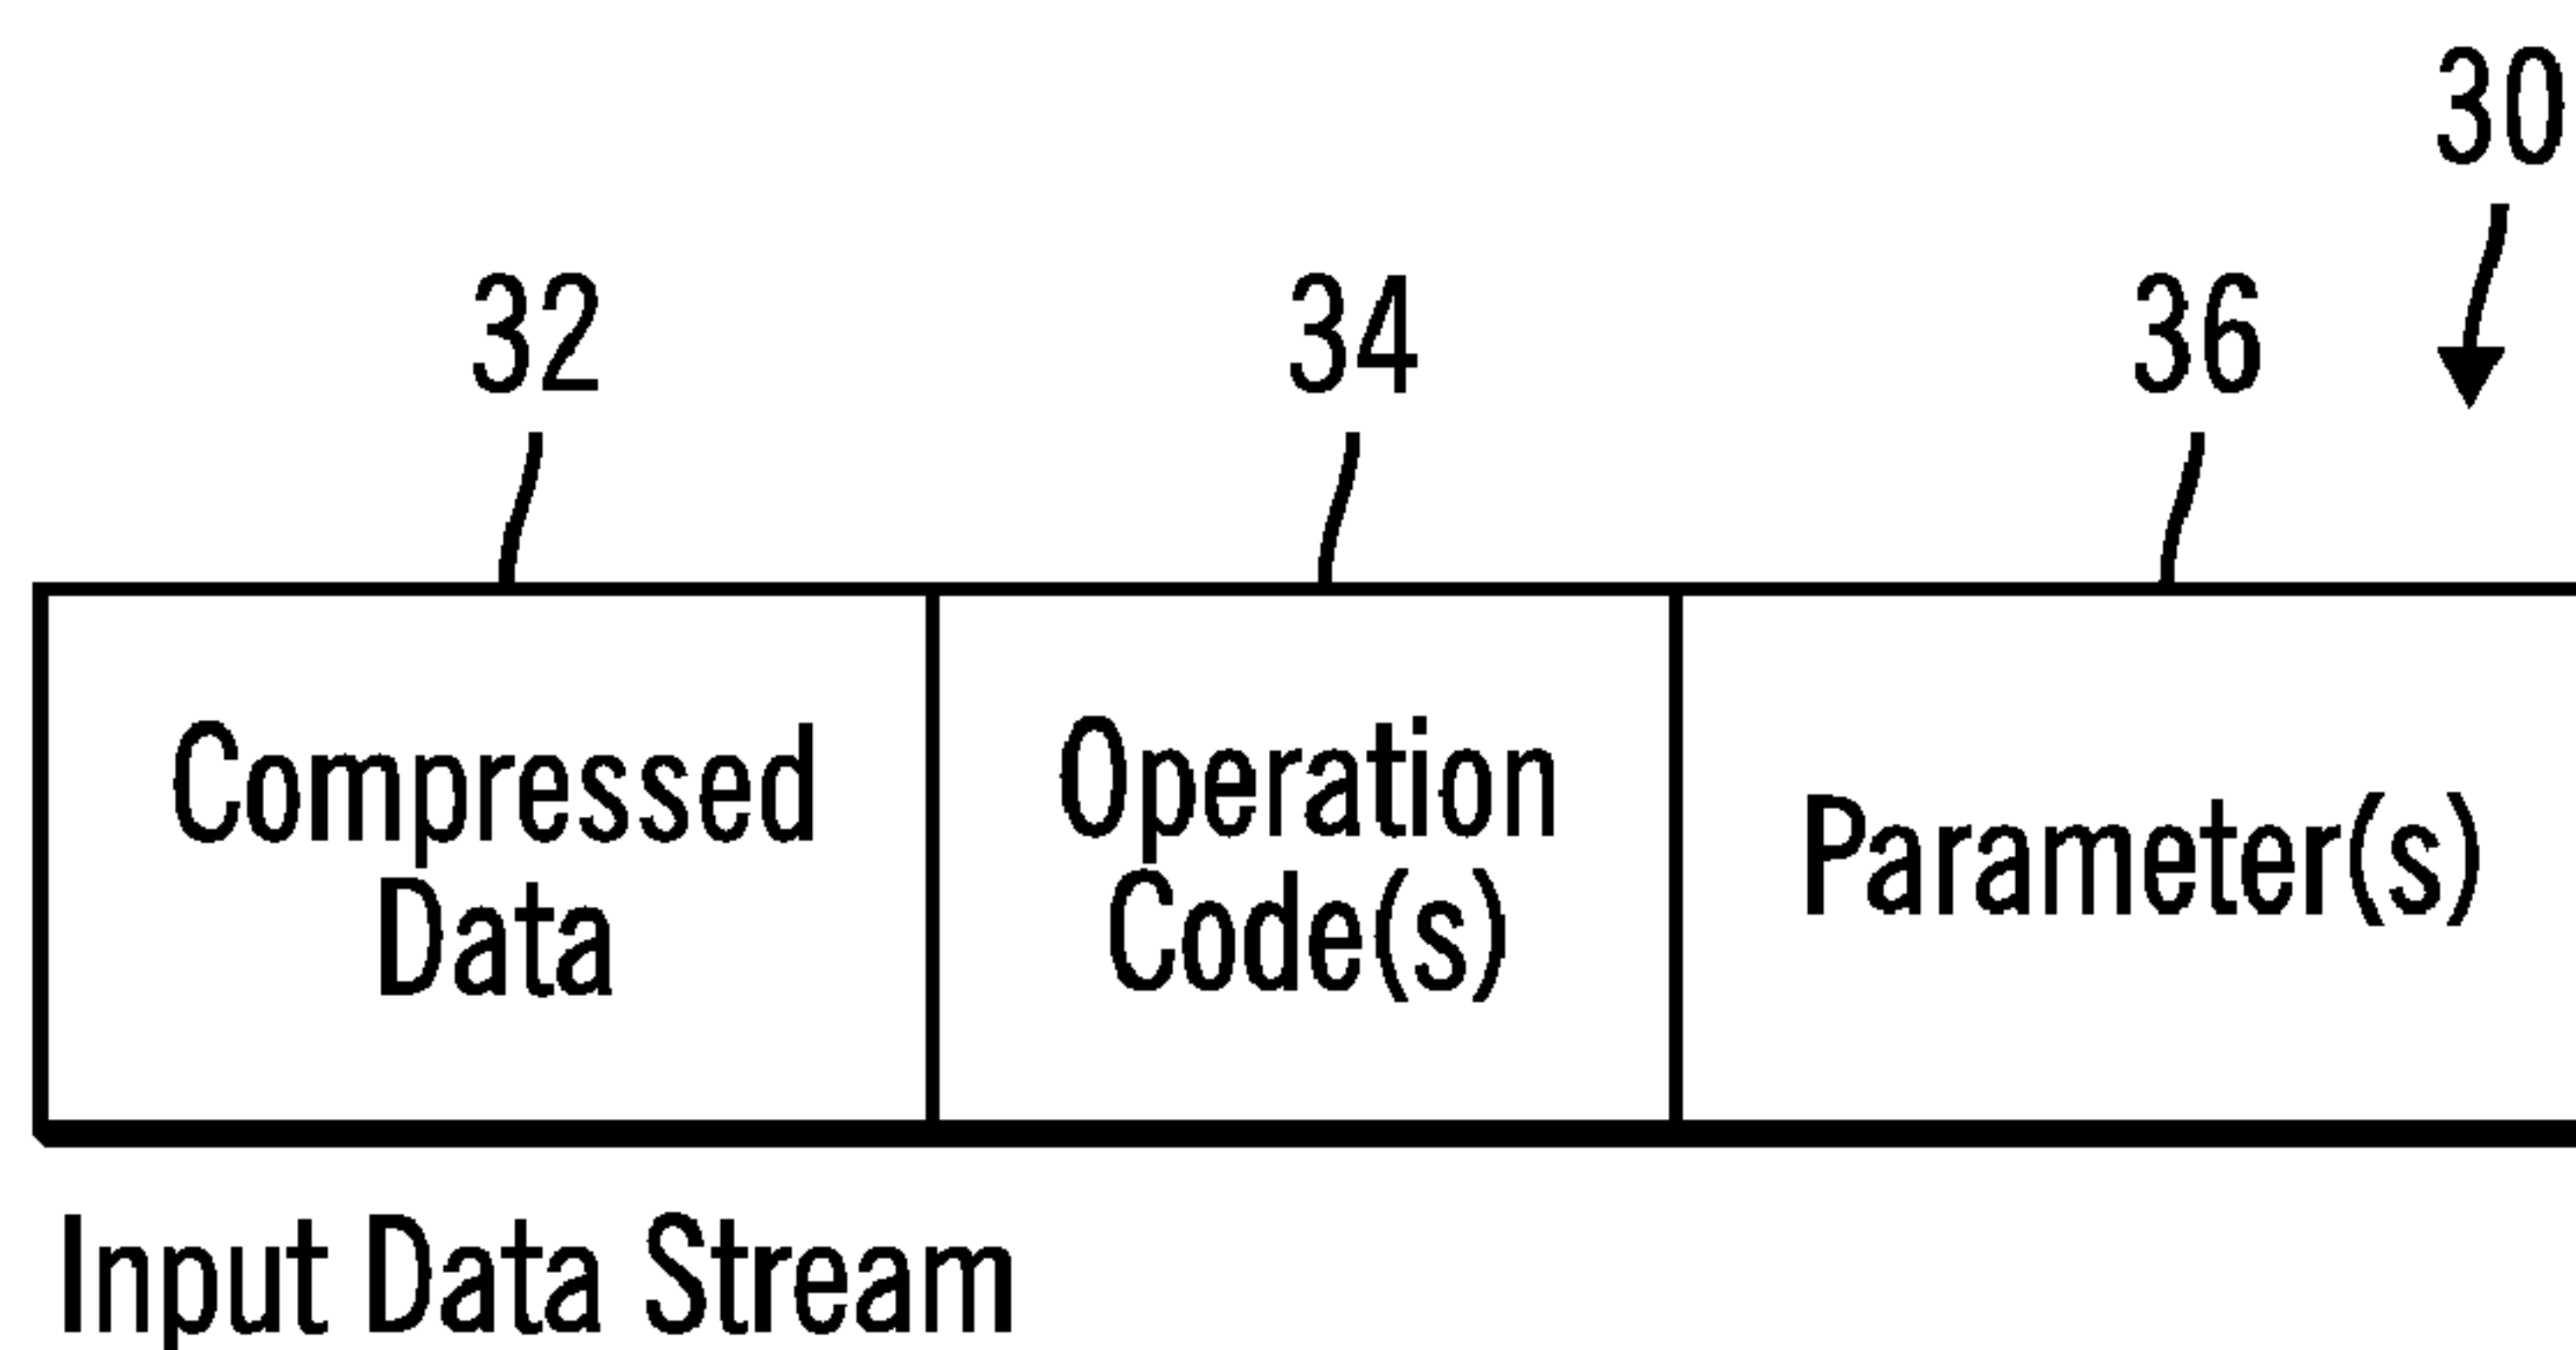 30
32 34 36
Compressed
Data
Operation
Code(s)
Parameter(s)
Input Data Stream